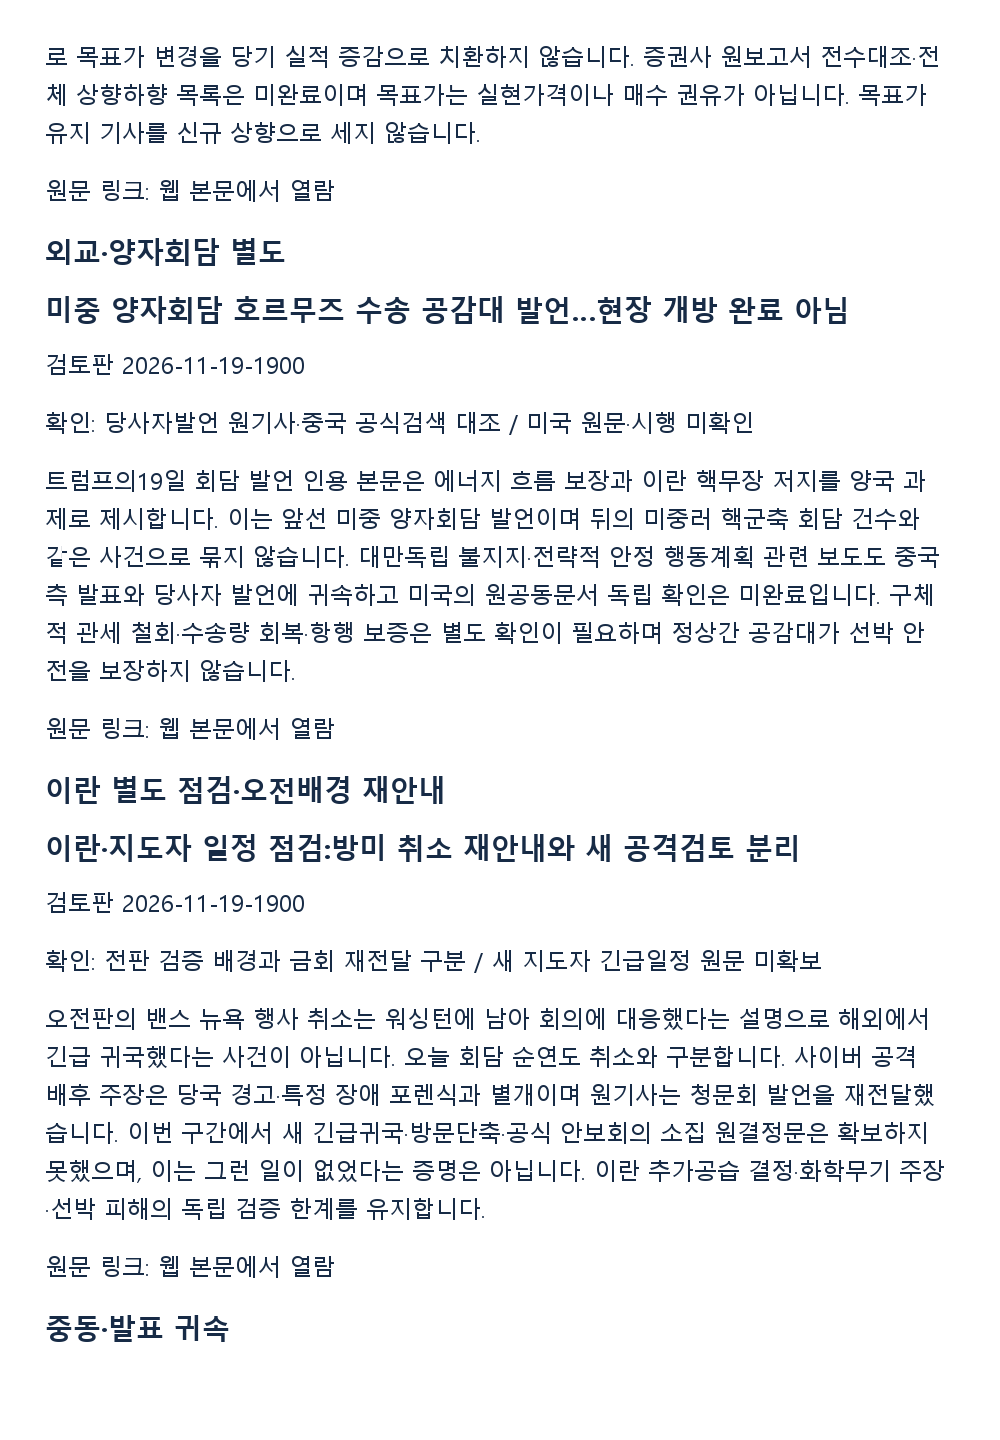 로 목표가 변경을 당기 실적 증감으로 치환하지 않습니다. 증권사 원보고서 전수대조·전
체 상향하향 목록은 미완료이며 목표가는 실현가격이나 매수 권유가 아닙니다. 목표가
유지 기사를 신규 상향으로 세지 않습니다.
원문 링크: 웹 본문에서 열람
외교·양자회담 별도
미중 양자회담 호르무즈 수송 공감대 발언...현장 개방 완료 아님
검토판 2026-11-19-1900
확인: 당사자발언 원기사·중국 공식검색 대조 / 미국 원문·시행 미확인
트럼프의19일 회담 발언 인용 본문은 에너지 흐름 보장과 이란 핵무장 저지를 양국 과
제로 제시합니다. 이는 앞선 미중 양자회담 발언이며 뒤의 미중러 핵군축 회담 건수와
같은 사건으로 묶지 않습니다. 대만독립 불지지·전략적 안정 행동계획 관련 보도도 중국
측 발표와 당사자 발언에 귀속하고 미국의 원공동문서 독립 확인은 미완료입니다. 구체
적 관세 철회·수송량 회복·항행 보증은 별도 확인이 필요하며 정상간 공감대가 선박 안
전을 보장하지 않습니다.
원문 링크: 웹 본문에서 열람
이란 별도 점검·오전배경 재안내
이란·지도자 일정 점검:방미 취소 재안내와 새 공격검토 분리
검토판 2026-11-19-1900
확인: 전판 검증 배경과 금회 재전달 구분 / 새 지도자 긴급일정 원문 미확보
오전판의 밴스 뉴욕 행사 취소는 워싱턴에 남아 회의에 대응했다는 설명으로 해외에서
긴급 귀국했다는 사건이 아닙니다. 오늘 회담 순연도 취소와 구분합니다. 사이버 공격
배후 주장은 당국 경고·특정 장애 포렌식과 별개이며 원기사는 청문회 발언을 재전달했
습니다. 이번 구간에서 새 긴급귀국·방문단축·공식 안보회의 소집 원결정문은 확보하지
못했으며, 이는 그런 일이 없었다는 증명은 아닙니다. 이란 추가공습 결정·화학무기 주장
·선박 피해의 독립 검증 한계를 유지합니다.
원문 링크: 웹 본문에서 열람
중동·발표 귀속